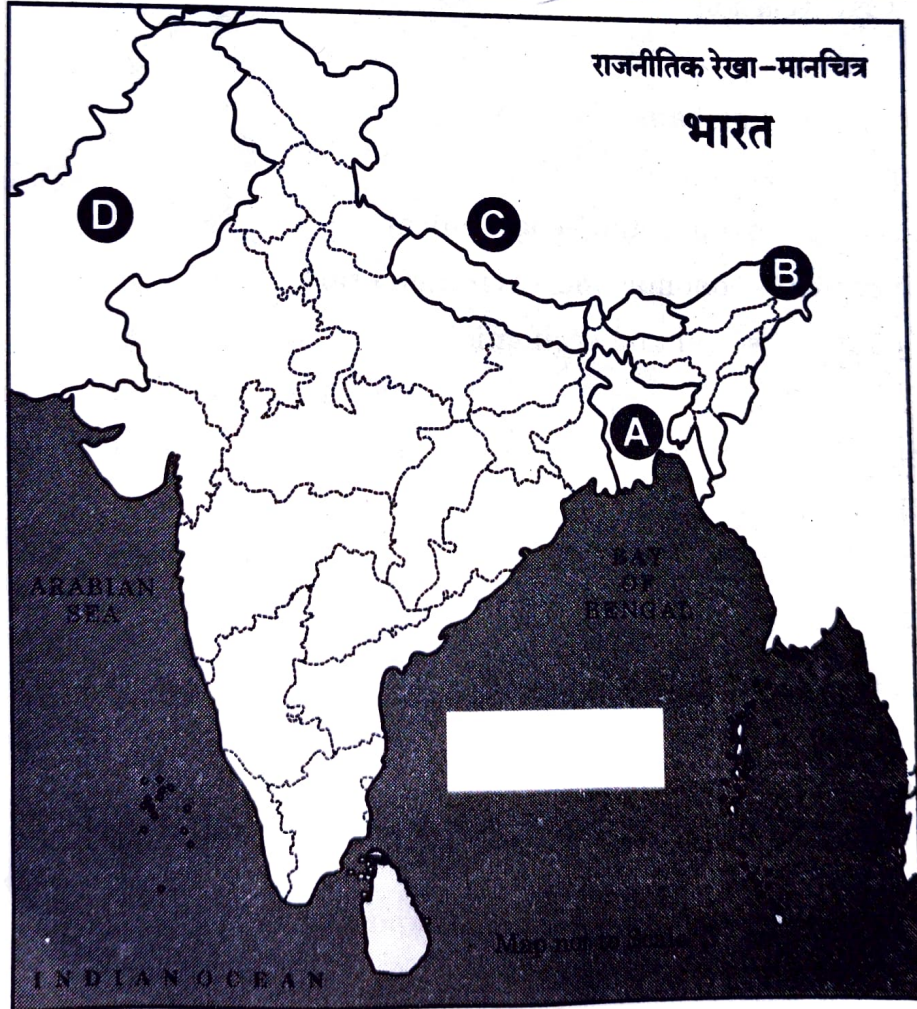 राजनीतिक रेखा-मानचित्र
भारत
D
C
B
A
ARABIAN
SEA
BAY
OF
BENGAL
Map not to Scale
INDIAN OCEAN